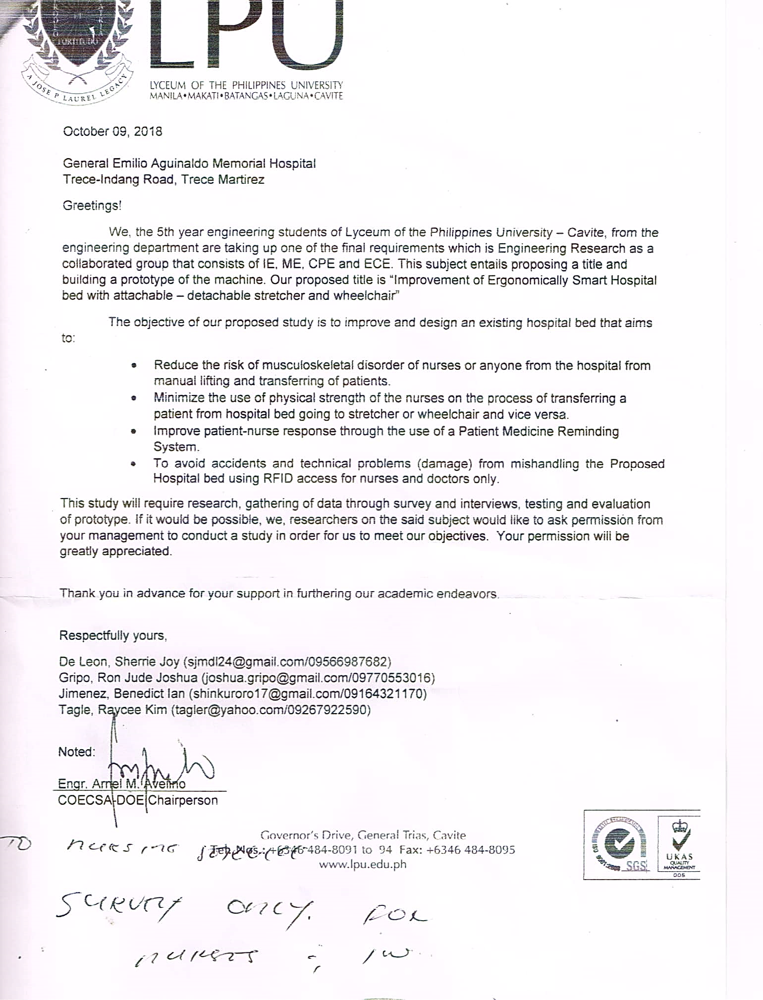 FORTITUDO
A JOSE P LAUREL LEGACY
LPU
LYCEUM OF THE PHILIPPINES UNIVERSITY
MANILA•MAKATI•BATANGAS•LAGUNA•CAVITE
October 09, 2018
General Emilio Aguinaldo Memorial Hospital
Trece-Indang Road, Trece Martirez
Greetings!
We, the 5th year engineering students of Lyceum of the Philippines University – Cavite, from the
engineering department are taking up one of the final requirements which is Engineering Research as a
collaborated group that consists of IE, ME, CPE and ECE. This subject entails proposing a title and
building a prototype of the machine. Our proposed title is “Improvement of Ergonomically Smart Hospital
bed with attachable – detachable stretcher and wheelchair”
The objective of our proposed study is to improve and design an existing hospital bed that aims
to:
• Reduce the risk of musculoskeletal disorder of nurses or anyone from the hospital from
manual lifting and transferring of patients.
• Minimize the use of physical strength of the nurses on the process of transferring a
patient from hospital bed going to stretcher or wheelchair and vice versa.
• Improve patient-nurse response through the use of a Patient Medicine Reminding
System.
• To avoid accidents and technical problems (damage) from mishandling the Proposed
Hospital bed using RFID access for nurses and doctors only.
This study will require research, gathering of data through survey and interviews, testing and evaluation
of prototype. If it would be possible, we, researchers on the said subject would like to ask permission from
your management to conduct a study in order for us to meet our objectives. Your permission will be
greatly appreciated.
Thank you in advance for your support in furthering our academic endeavors.
Respectfully yours,
De Leon, Sherrie Joy (sjmdl24@gmail.com/09566987682)
Gripo, Ron Jude Joshua (joshua.gripo@gmail.com/09770553016)
Jimenez, Benedict Ian (shinkuroro17@gmail.com/09164321170)
Tagle, Raycee Kim (tagler@yahoo.com/09267922590)
Noted:
Engr. Arnel M. Avelino
COECSA-DOE Chairperson
Governor's Drive, General Trias, Cavite
TO NURSING
Tel. Nos.: +6346 484-8091 to 94 Fax: +6346 484-8095
www.lpu.edu.ph
ISO 9001:2008
SGS
UKAS
QUALITY
MANAGEMENT
005
SURVEY ONLY. FOR
NURSES